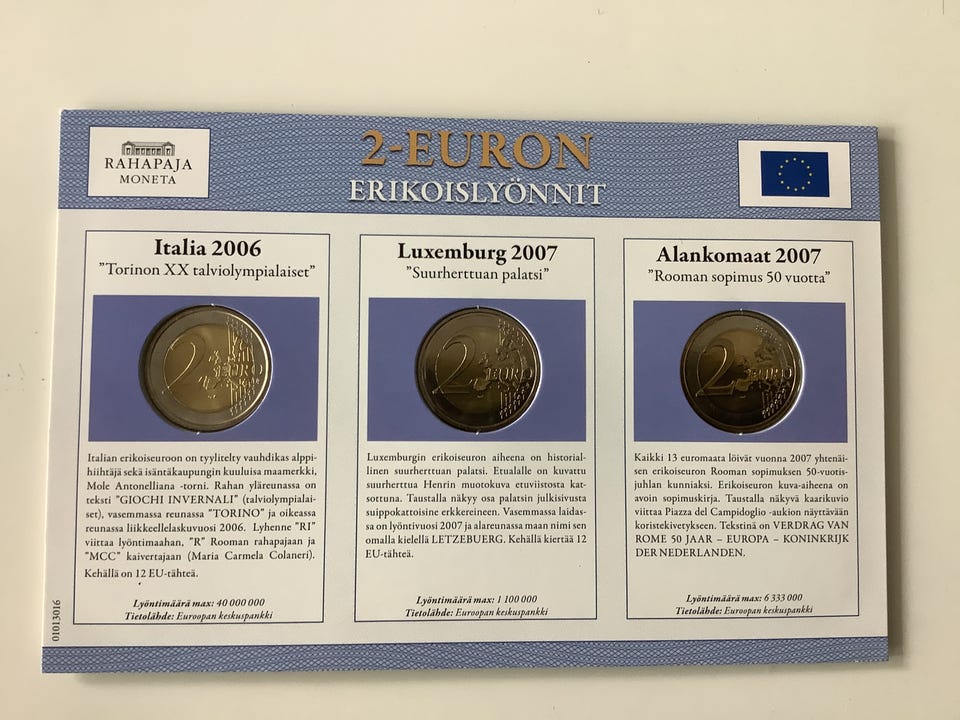 RAHAPAJA
MONETA
2-EURON
ERIKOISLYÖNNIT
Italia 2006
"Torinon XX talviolympialaiset"
2 EURO
Italian erikoiseuroon on tyylitelty vauhdikas alppi-
hiihtäjä sekä isäntäkaupungin kuuluisa maamerkki,
Mole Antonelliana -torni. Rahan yläreunassa on
teksti "GIOCHI INVERNALI" (talviolympialai-
set), vasemmassa reunassa "TORINO" ja oikeassa
reunassa liikkeellelaskuvuosi 2006. Lyhenne "RI"
viittaa lyöntimaahan, "R" Rooman rahapajaan ja
"MCC" kaivertajaan (Maria Carmela Colaneri).
Kehällä on 12 EU-tähteä.
Lyöntimäärä max: 40 000 000
Tietolähde: Euroopan keskuspankki
Luxemburg 2007
"Suurherttuan palatsi"
2 EURO
Luxemburgin erikoiseuron aiheena on historial-
linen suurherttuan palatsi. Etualalle on kuvattu
suurherttua Henrin muotokuva etuviistosta kat-
sottuna. Taustalla näkyy osa palatsin julkisivusta
suippokattoisine erkkereineen. Vasemmassa laidas-
sa on lyöntivuosi 2007 ja alareunassa maan nimi sen
omalla kielellä LETZEBUERG. Kehällä kiertää 12
EU-tähteä.
Lyöntimäärä max: 1 100 000
Tietolähde: Euroopan keskuspankki
Alankomaat 2007
"Rooman sopimus 50 vuotta"
2 EURO
Kaikki 13 euromaata löivät vuonna 2007 yhtenäi-
sen erikoiseuron Rooman sopimuksen 50-vuotis-
juhlan kunniaksi. Erikoiseuron kuva-aiheena on
avoin sopimuskirja. Taustalla näkyvä kaarikuvio
viittaa Piazza del Campidoglio -aukion näyttävään
koristekivetykseen. Tekstinä on VERDRAG VAN
ROME 50 JAAR – EUROPA – KONINKRIJK
DER NEDERLANDEN.
Lyöntimäärä max: 6 333 000
Tietolähde: Euroopan keskuspankki
01013016